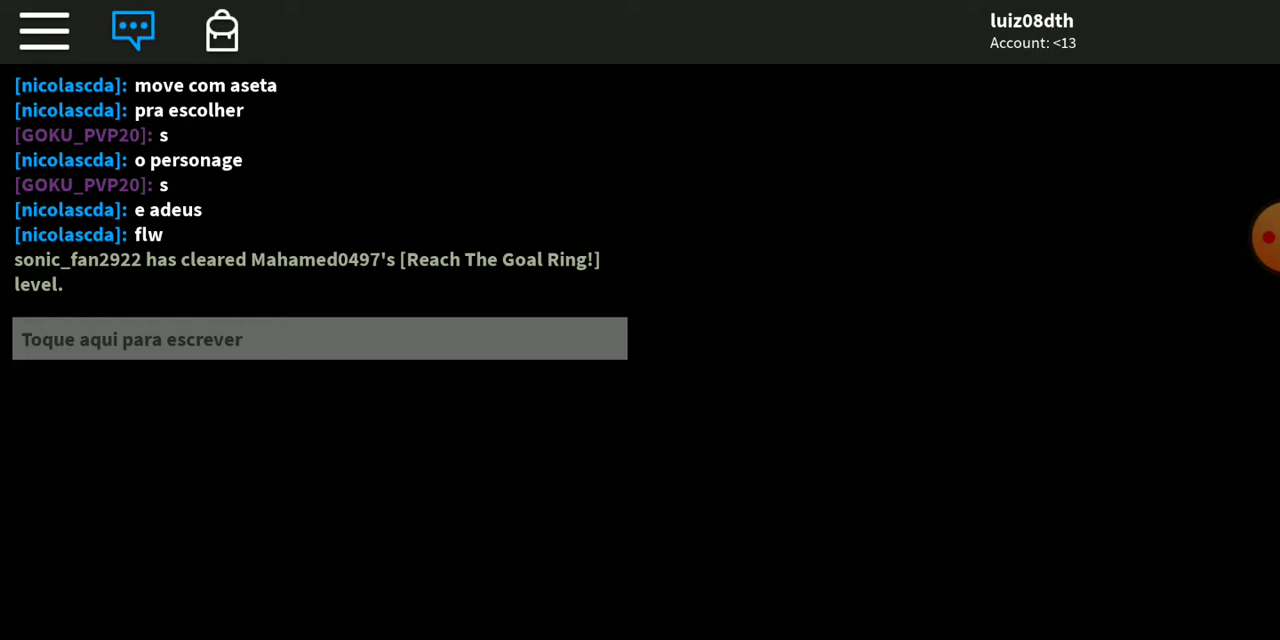 luiz08dth
Account: <13
[nicolascda]: move com aseta
[nicolascda]: pra escolher
[GOKU_PVP20]: s
[nicolascda]: o personage
[GOKU_PVP20]: s
[nicolascda]: e adeus
[nicolascda]: flw
sonic_fan2922 has cleared Mahamed0497's [Reach The Goal Ring!]
level.
Toque aqui para escrever